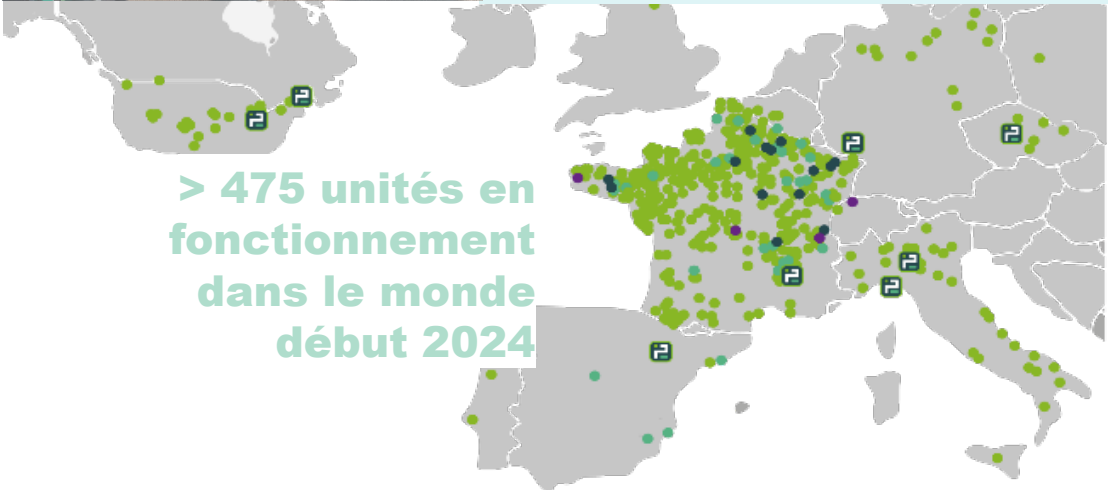 > 475 unités en
fonctionnement
dans le monde
début 2024